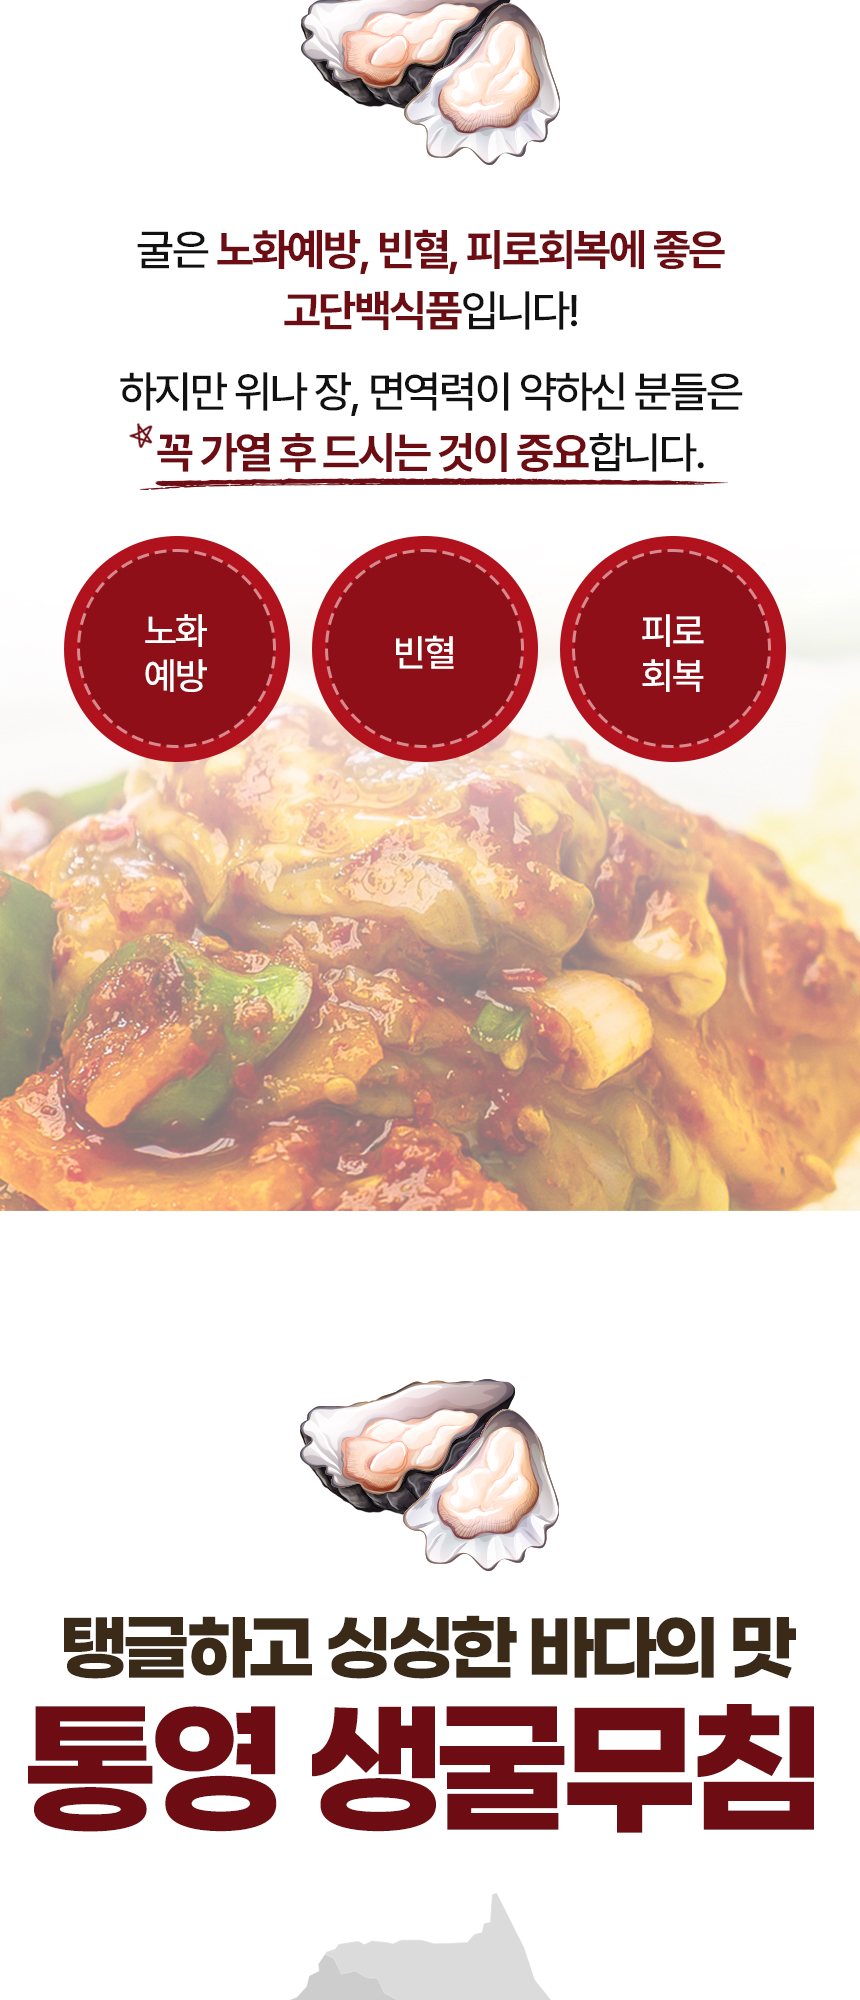 굴은 노화예방, 빈혈, 피로회복에 좋은
고단백식품입니다!
하지만 위나 장, 면역력이 약하신 분들은
꼭 가열 후 드시는 것이 중요합니다.
노화
예방
빈혈
피로
회복
탱글하고 싱싱한 바다의 맛
통영 생굴무침